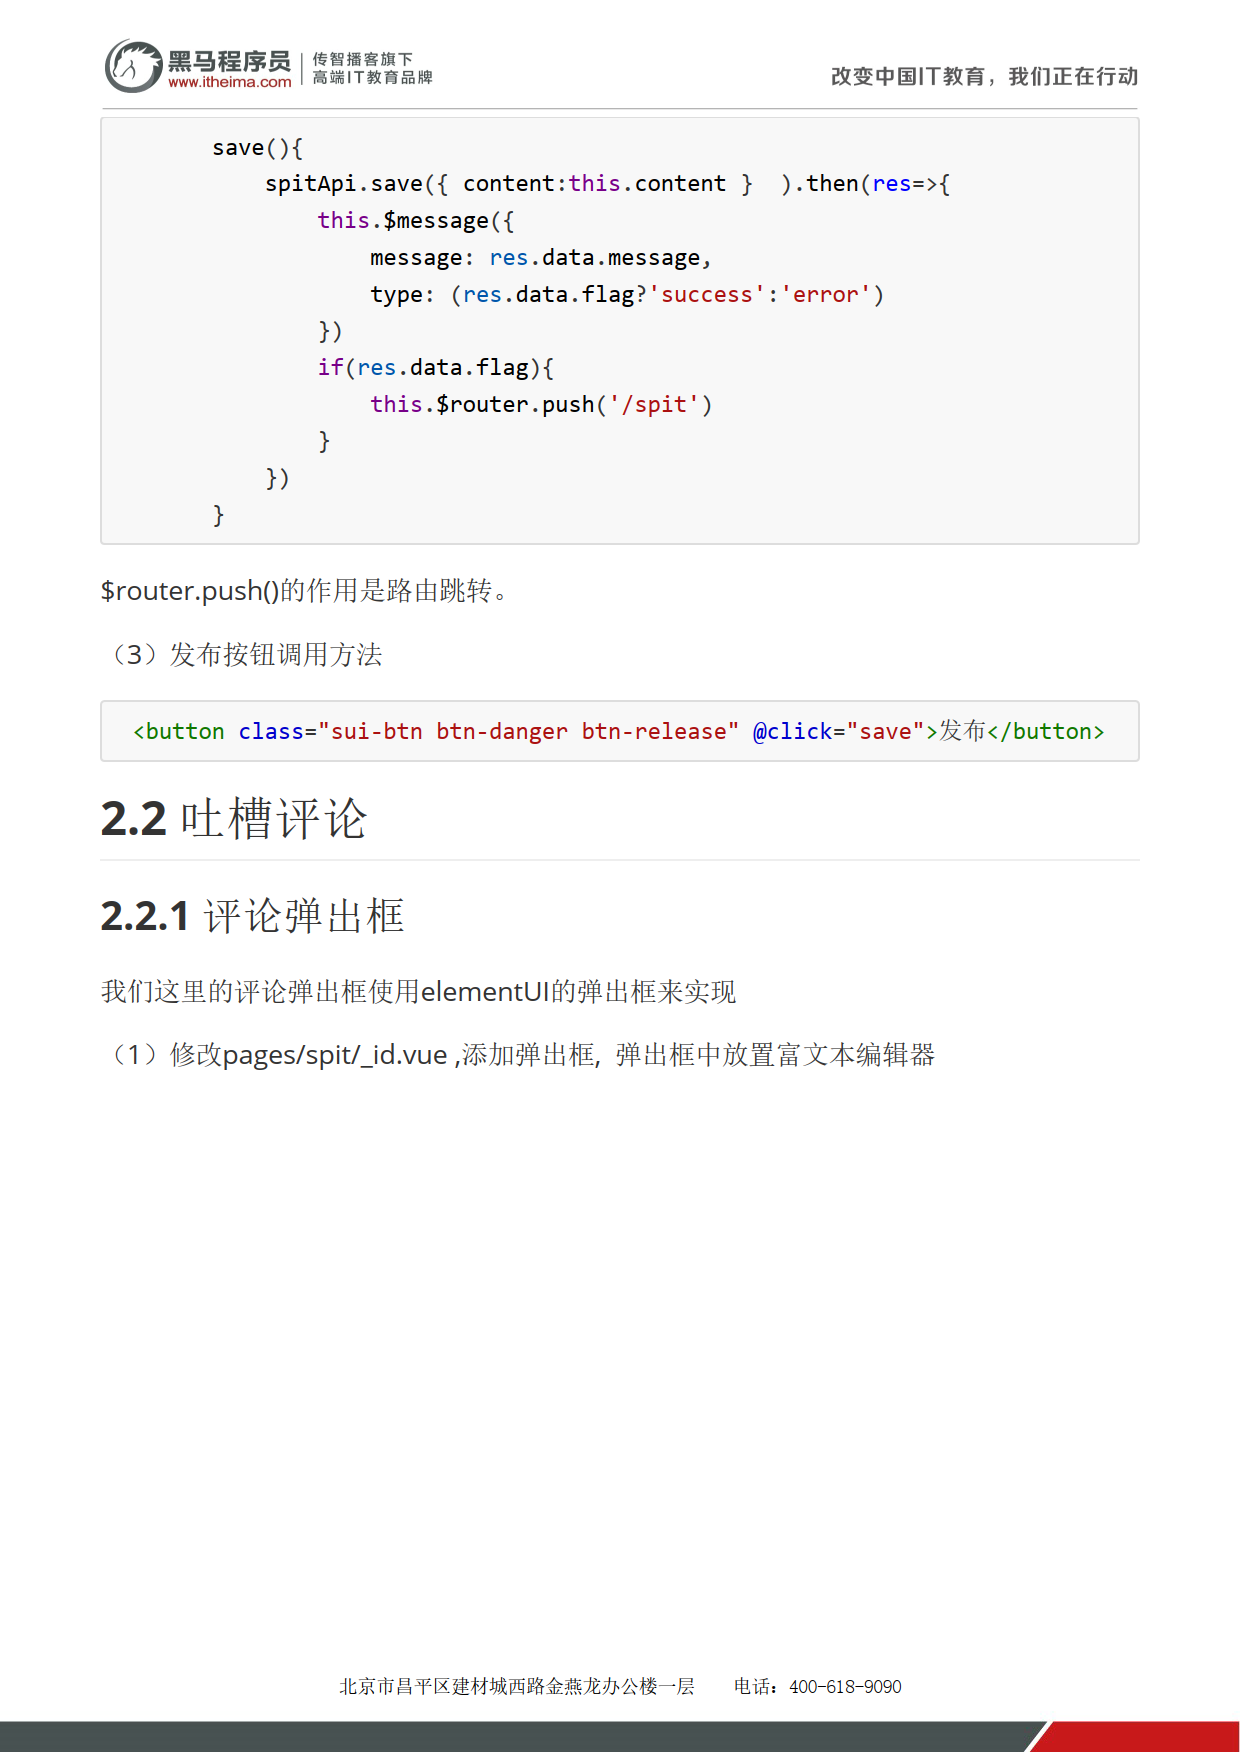 黑马程序员
www.itheima.com
传智播客旗下
高端IT教育品牌
改变中国IT教育，我们正在行动
save(){
spitApi.save({ content:this.content }  ).then(res=>{
this.$message({
message: res.data.message,
type: (res.data.flag?'success':'error')
})
if(res.data.flag){
this.$router.push('/spit')
}
})
}
$router.push()的作用是路由跳转。
（3）发布按钮调用方法
<button class="sui-btn btn-danger btn-release" @click="save">发布</button>
2.2 吐槽评论
2.2.1 评论弹出框
我们这里的评论弹出框使用elementUI的弹出框来实现
（1）修改pages/spit/_id.vue ,添加弹出框，弹出框中放置富文本编辑器
北京市昌平区建材城西路金燕龙办公楼一层    电话：400-618-9090